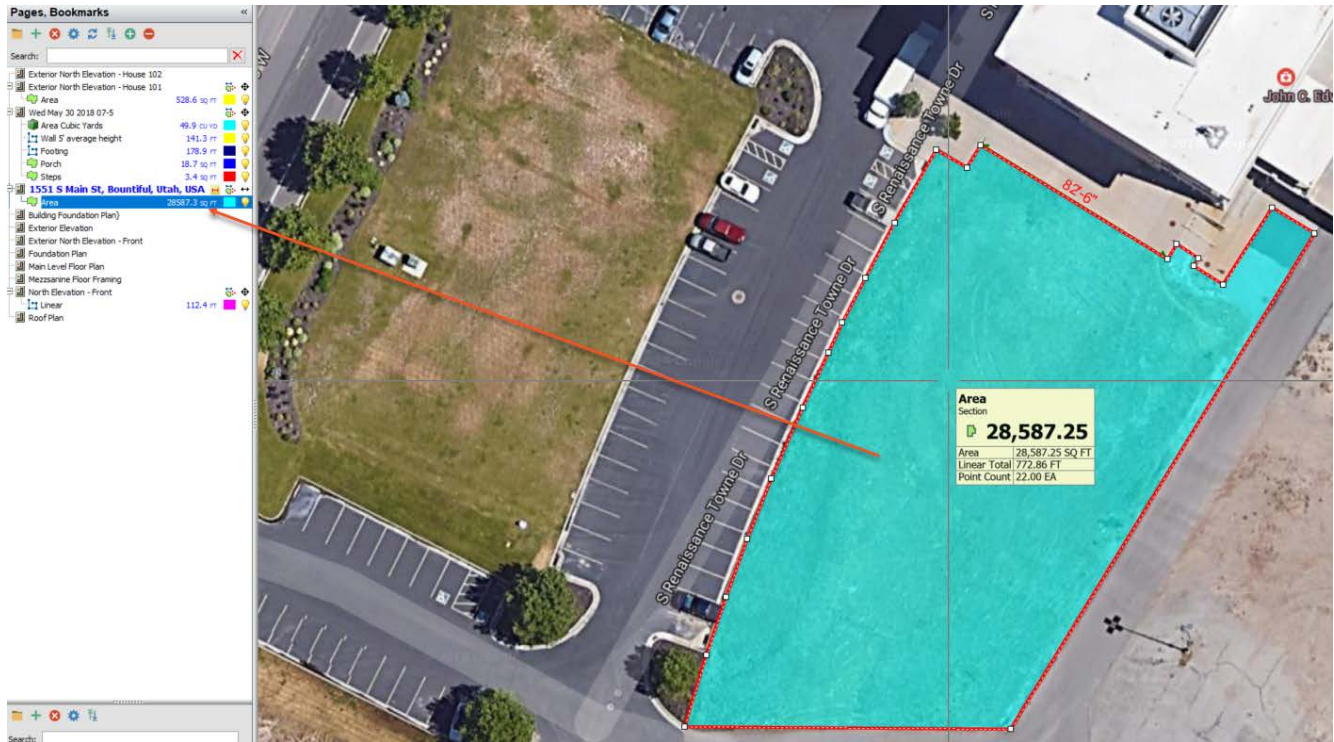 Pages, Bookmarks
Search:
Exterior North Elevation - House 102
Exterior North Elevation - House 101
Area 528.6 SQ FT
Wed May 30 2018 07-5
Area Cubic Yards 49.9 CU YD
Wall 5' average height 141.3 FT
Footing 178.9 FT
Porch 18.7 SQ FT
Steps 3.4 SQ FT
1551 S Main St, Bountiful, Utah, USA
Area 28587.3 SQ FT
Building Foundation Plan}
Exterior Elevation
Exterior North Elevation - Front
Foundation Plan
Main Level Floor Plan
Mezzsanine Floor Framing
North Elevation - Front
Linear 112.4 FT
Roof Plan
Search:
S Renaissance Towne Dr
S Renaissance Towne Dr
S Renaissance Towne Dr
John C. Edw
82'-6"
Area
Section
28,587.25
Area 28,587.25 SQ FT
Linear Total 772.86 FT
Point Count 22.00 EA